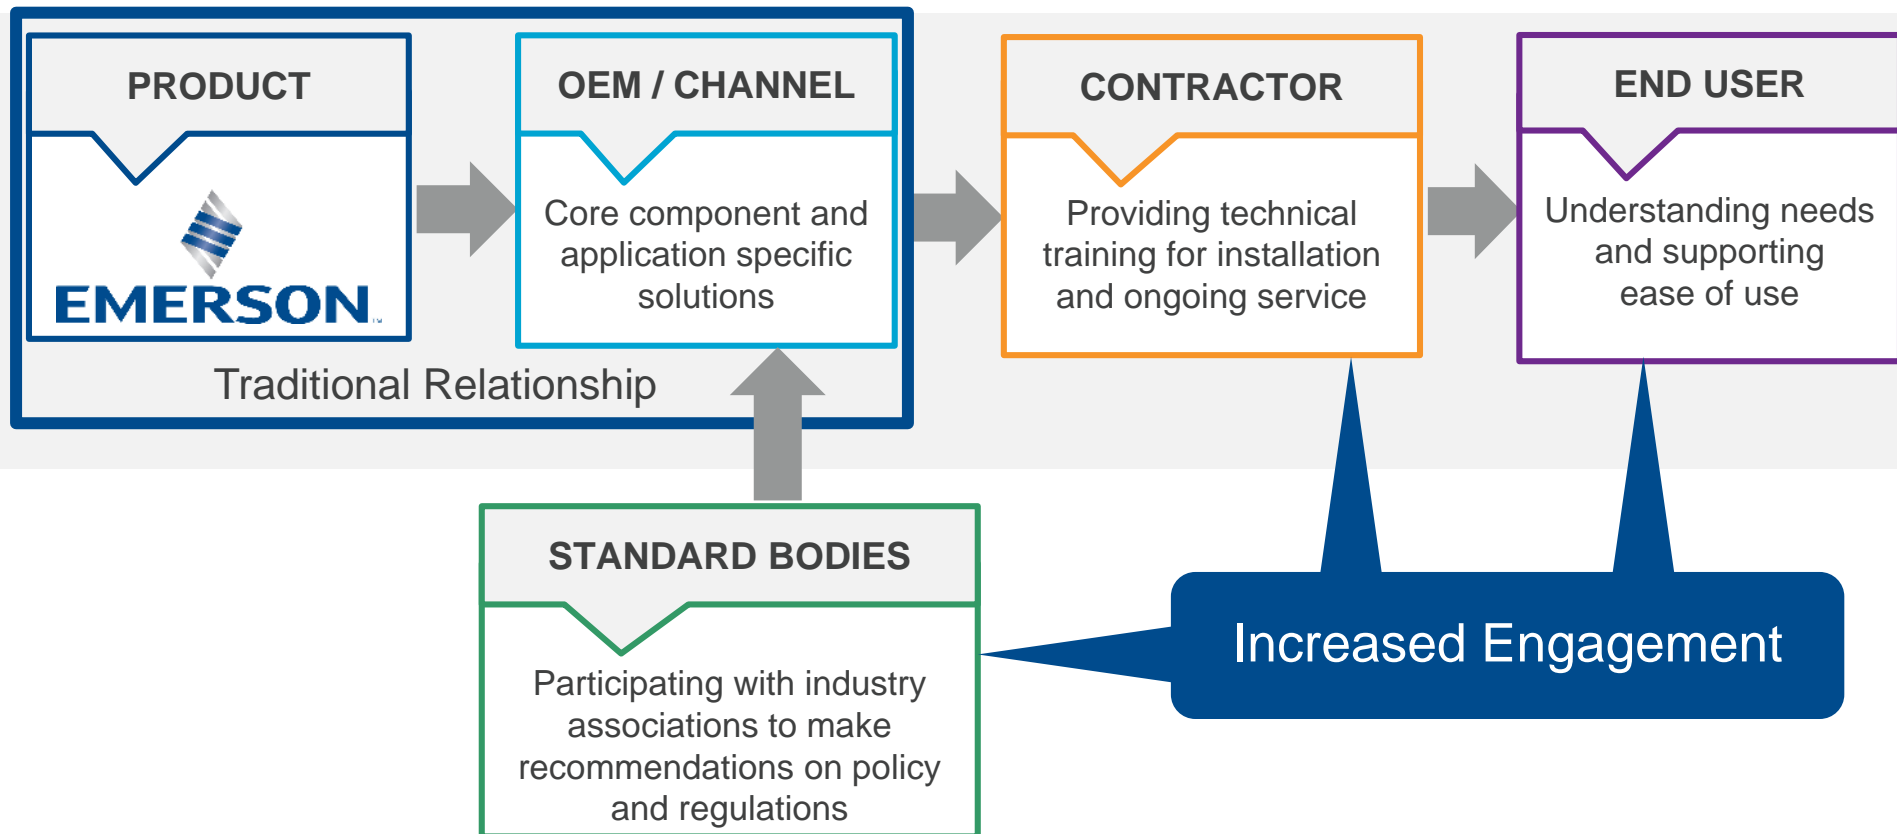 PRODUCT
EMERSON™
OEM / CHANNEL
Core component and
application specific
solutions
Traditional Relationship
CONTRACTOR
Providing technical
training for installation
and ongoing service
END USER
Understanding needs
and supporting
ease of use
STANDARD BODIES
Participating with industry
associations to make
recommendations on policy
and regulations
Increased Engagement